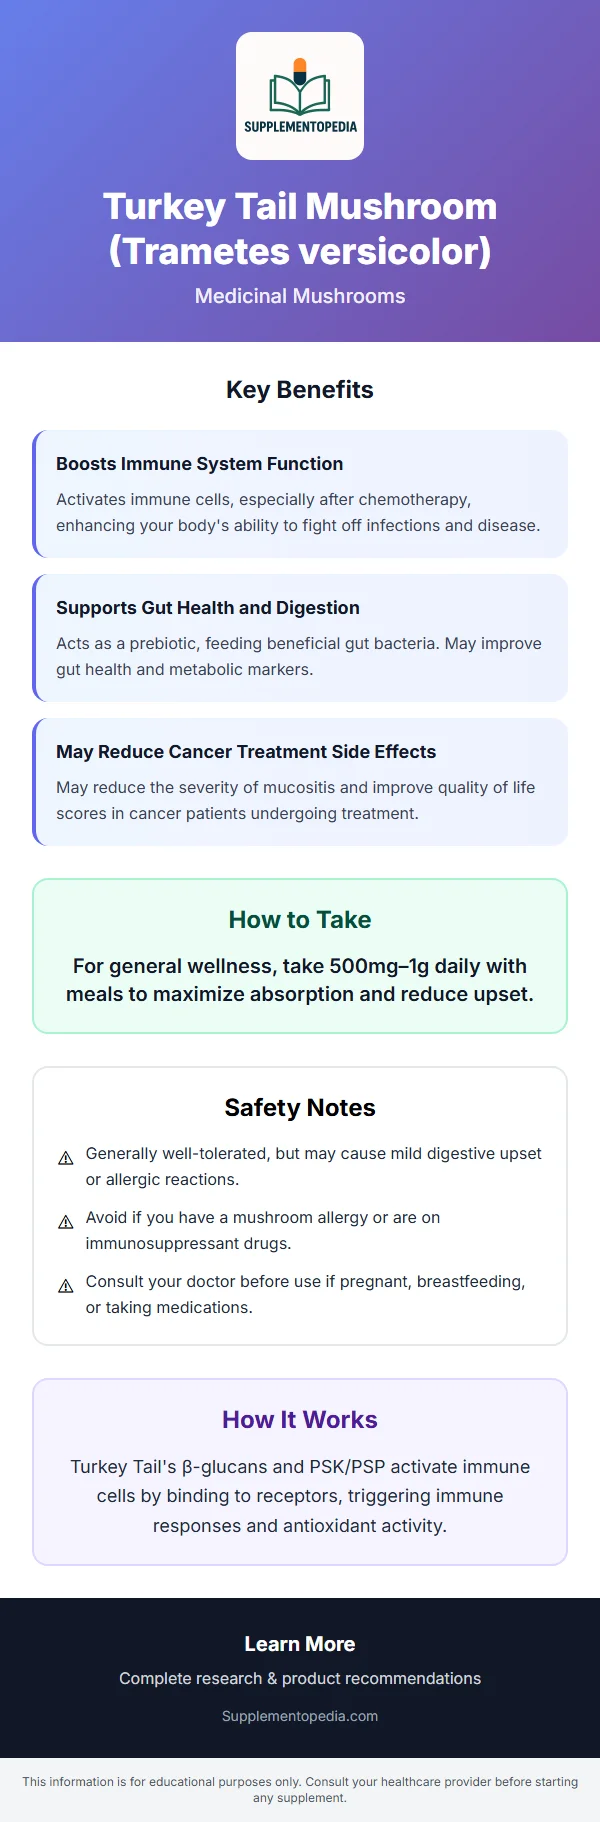 SUPPLEMENTOPEDIA
Turkey Tail Mushroom
(Trametes versicolor)
Medicinal Mushrooms
Key Benefits
Boosts Immune System Function
Activates immune cells, especially after chemotherapy,
enhancing your body's ability to fight off infections and disease.
Supports Gut Health and Digestion
Acts as a prebiotic, feeding beneficial gut bacteria. May improve
gut health and metabolic markers.
May Reduce Cancer Treatment Side Effects
May reduce the severity of mucositis and improve quality of life
scores in cancer patients undergoing treatment.
How to Take
For general wellness, take 500mg–1g daily with
meals to maximize absorption and reduce upset.
Safety Notes
⚠ Generally well-tolerated, but may cause mild digestive upset
or allergic reactions.
⚠ Avoid if you have a mushroom allergy or are on
immunosuppressant drugs.
⚠ Consult your doctor before use if pregnant, breastfeeding,
or taking medications.
How It Works
Turkey Tail's β-glucans and PSK/PSP activate immune
cells by binding to receptors, triggering immune
responses and antioxidant activity.
Learn More
Complete research & product recommendations
Supplementopedia.com
This information is for educational purposes only. Consult your healthcare provider before starting
any supplement.